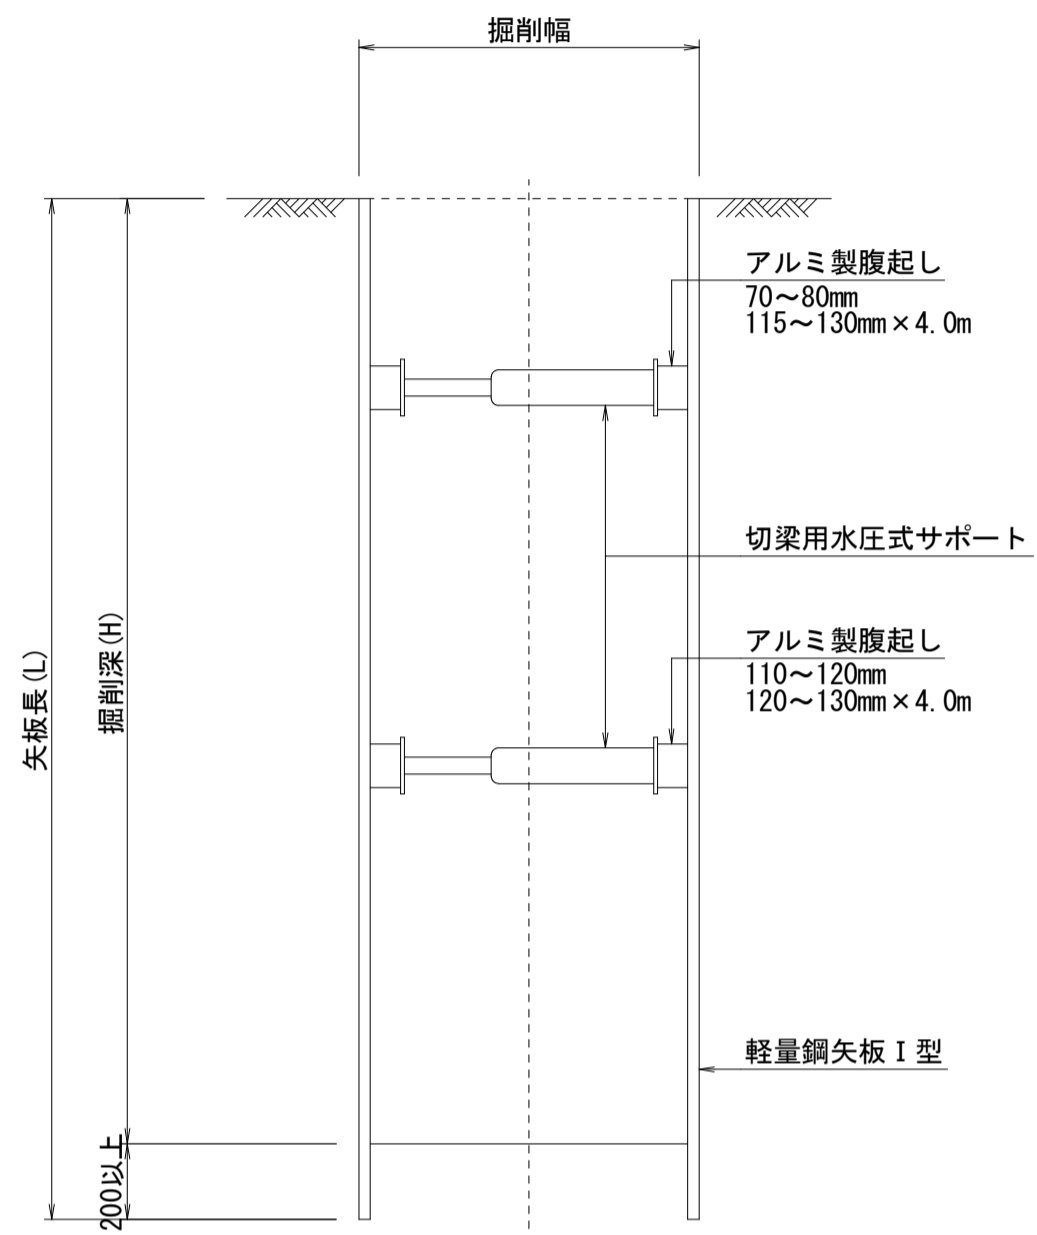 掘削幅
アルミ製腹起し
70～80mm
115～130mm×4.0m
切梁用水圧式サポート
アルミ製腹起し
110～120mm
120～130mm×4.0m
矢板長(L)
掘削深(H)
軽量鋼矢板Ⅰ型
200以上